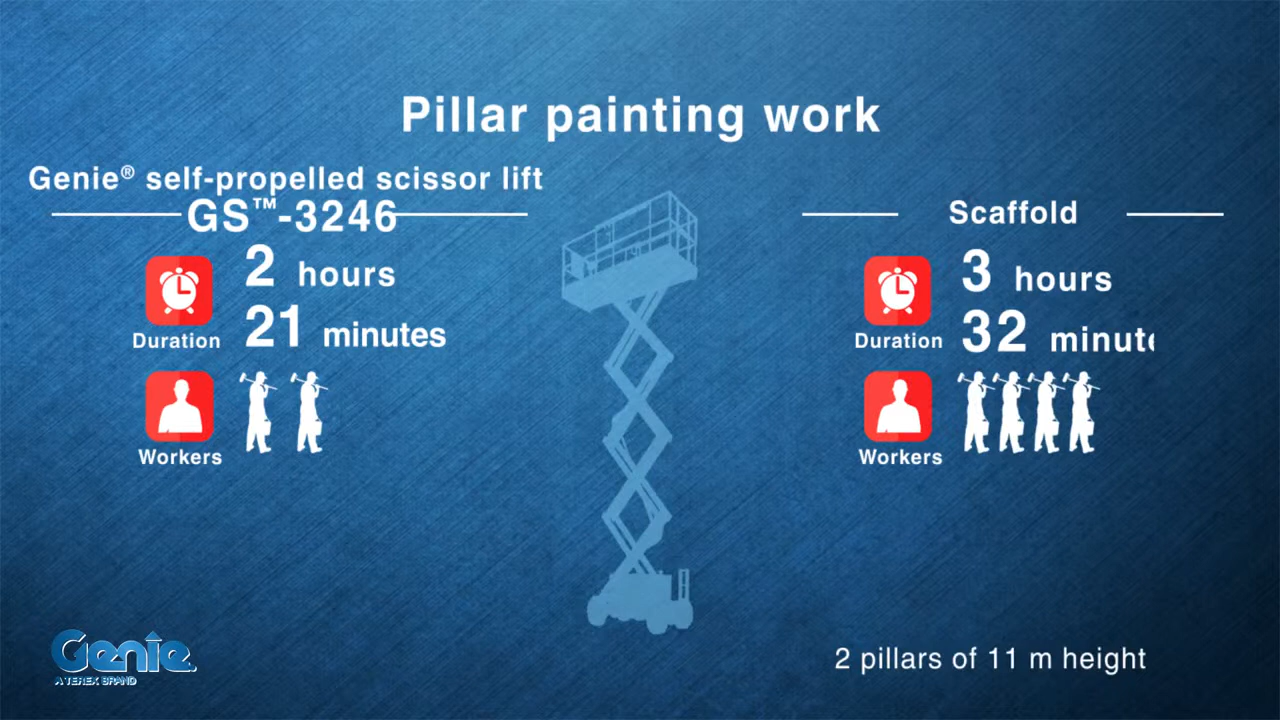 Pillar painting work
Genie® self-propelled scissor lift
GS™-3246
2 hours
21 minutes
Duration
Workers
Scaffold
3 hours
32 minute
Duration
Workers
2 pillars of 11 m height
Genie
A TEREX BRAND